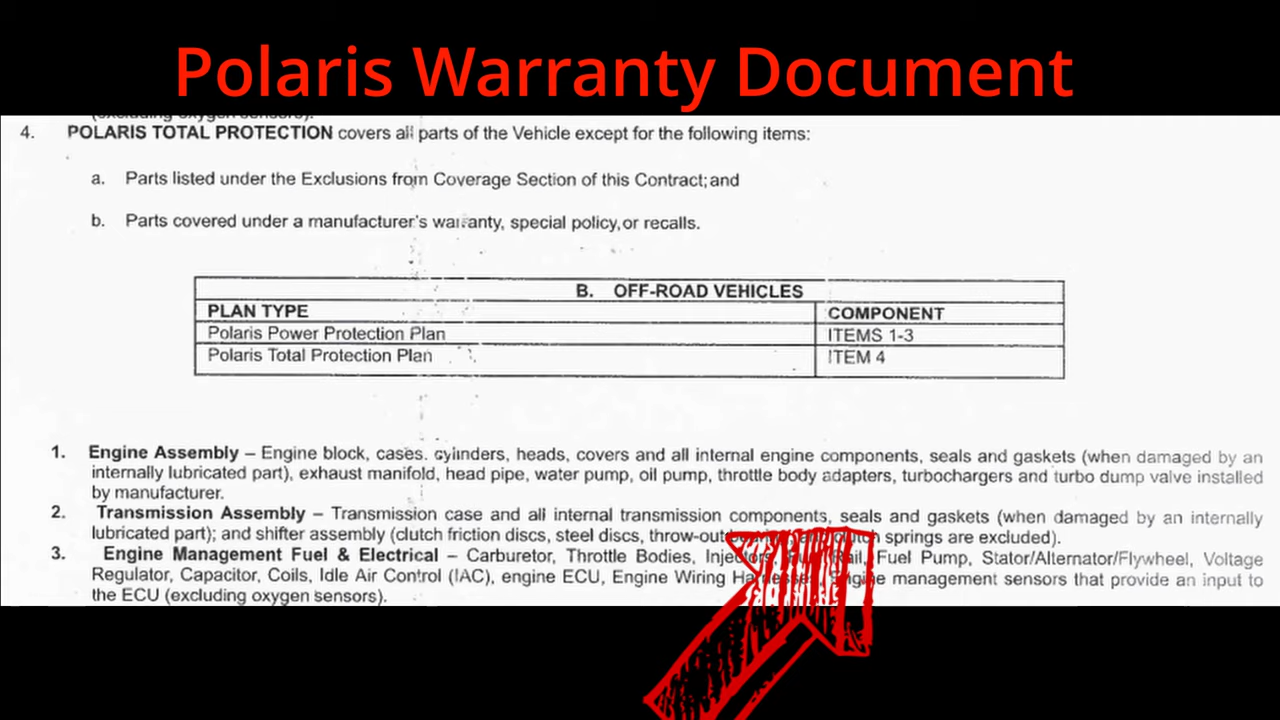 Polaris Warranty Document
(excluding oxygen sensors).
4. POLARIS TOTAL PROTECTION covers all parts of the Vehicle except for the following items:
a. Parts listed under the Exclusions from Coverage Section of this Contract; and
b. Parts covered under a manufacturer's warranty, special policy, or recalls.
B. OFF-ROAD VEHICLES
PLAN TYPE COMPONENT
Polaris Power Protection Plan ITEMS 1-3
Polaris Total Protection Plan ITEM 4
1. Engine Assembly – Engine block, cases. cylinders, heads, covers and all internal engine components, seals and gaskets (when damaged by an
internally lubricated part), exhaust manifold, head pipe, water pump, oil pump, throttle body adapters, turbochargers and turbo dump valve installed
by manufacturer.
2. Transmission Assembly – Transmission case and all internal transmission components, seals and gaskets (when damaged by an internally
lubricated part); and shifter assembly (clutch friction discs, steel discs, throw-out and clutch springs are excluded).
3. Engine Management Fuel & Electrical – Carburetor, Throttle Bodies, Injectors, Rail, Fuel Pump, Stator/Alternator/Flywheel, Voltage
Regulator, Capacitor, Coils, Idle Air Control (IAC), engine ECU, Engine Wiring Engine management sensors that provide an input to
the ECU (excluding oxygen sensors).